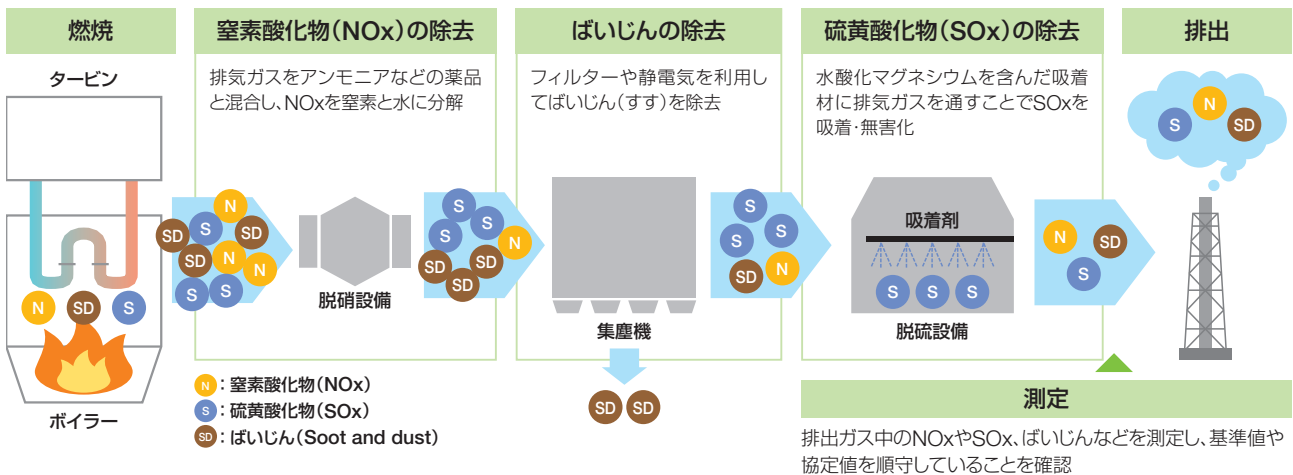 燃焼
タービン
N
SD
S
ボイラー
窒素酸化物（NOx）の除去
排気ガスをアンモニアなどの薬品
と混合し、NOxを窒素と水に分解
N
SD
S
SD
SD
N
N
S
S
脱硝設備
N：窒素酸化物（NOx）
S：硫黄酸化物（SOx）
SD：ばいじん（Soot and dust）
ばいじんの除去
フィルターや静電気を利用し
てばいじん（すす）を除去
S
S
S
N
SD
SD
SD
集塵機
SD SD
硫黄酸化物（SOx）の除去
水酸化マグネシウムを含んだ吸着
材に排気ガスを通すことでSOxを
吸着・無害化
S
S
S
SD
N
吸着剤
S S S
脱硫設備
N
SD
S
排出
N
S
SD
測定
排出ガス中のNOxやSOx、ばいじんなどを測定し、基準値や
協定値を順守していることを確認